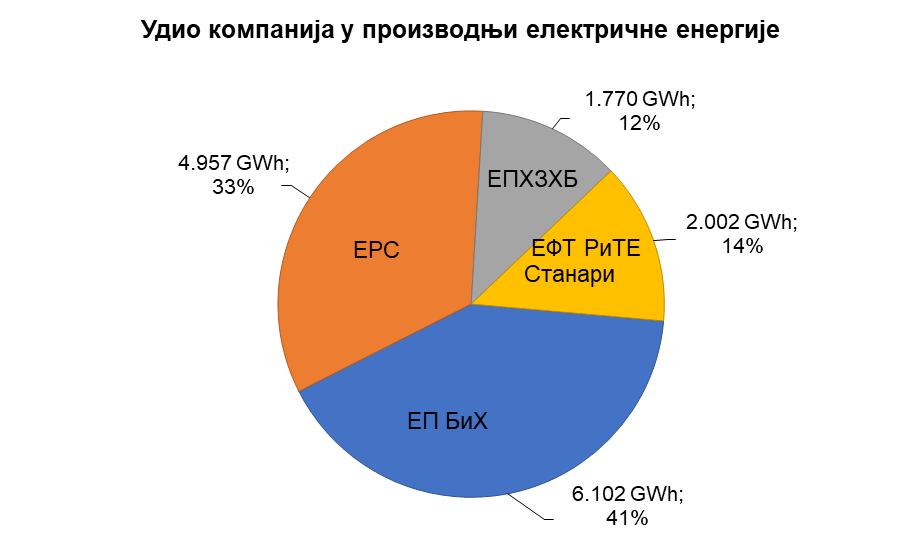 Удио компанија у производњи електричне енергије
1.770 GWh;
12%
4.957 GWh;
33%
ЕПХЗХБ
2.002 GWh;
14%
ЕРС
ЕФТ РиТЕ
Станари
ЕП БиХ
6.102 GWh;
41%